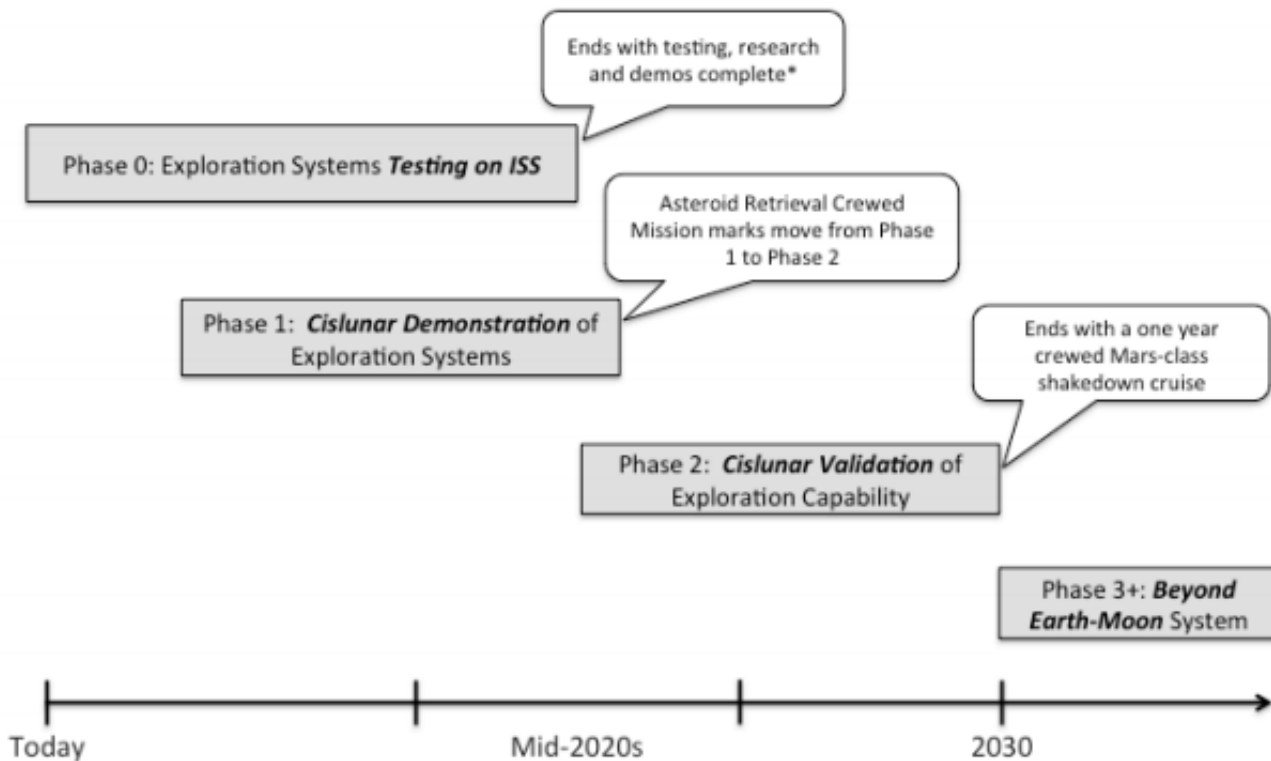 Ends with testing, research
and demos complete*
Phase 0: Exploration Systems Testing on ISS
Asteroid Retrieval Crewed
Mission marks move from Phase
1 to Phase 2
Phase 1: Cislunar Demonstration of
Exploration Systems
Ends with a one year
crewed Mars-class
shakedown cruise
Phase 2: Cislunar Validation of
Exploration Capability
Phase 3+: Beyond
Earth-Moon System
Today
Mid-2020s
2030